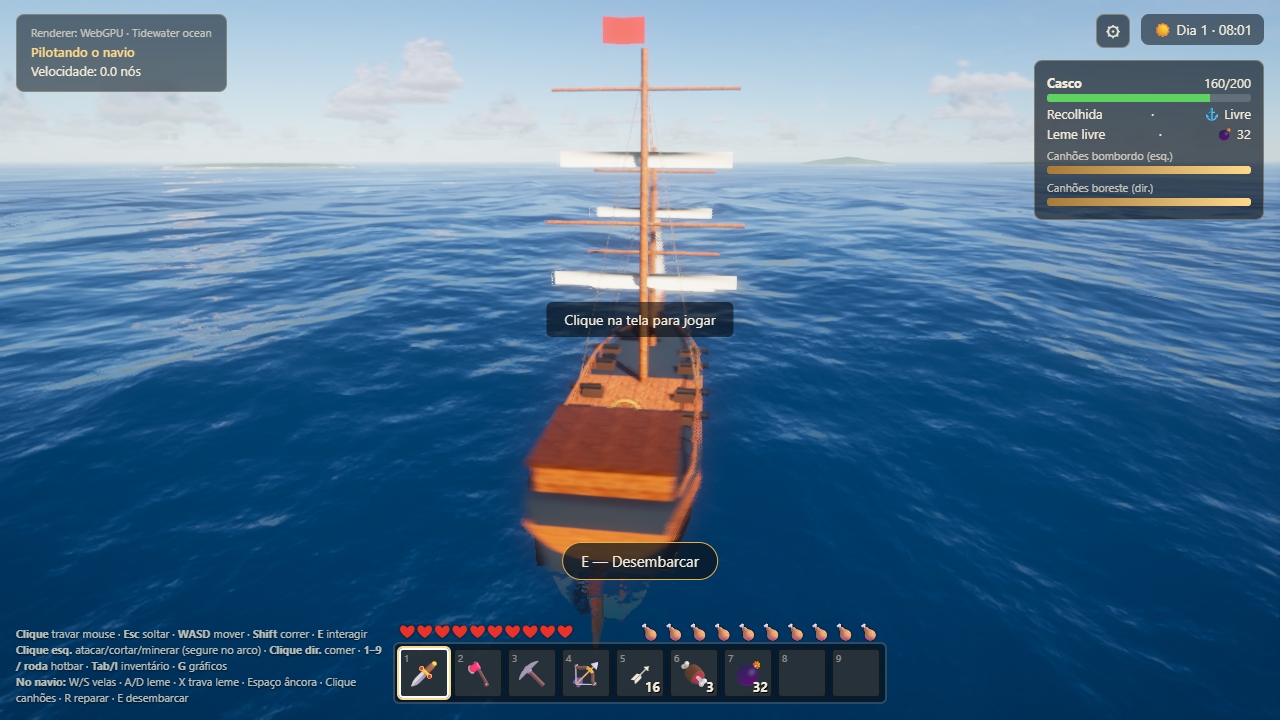 Renderer: WebGPU · Tidewater ocean
Pilotando o navio
Velocidade: 0.0 nós
Dia 1 · 08:01
Casco 160/200
Recolhida · Livre
Leme livre · 32
Canhões bombordo (esq.)
Canhões boreste (dir.)
Clique na tela para jogar
E — Desembarcar
Clique travar mouse · Esc soltar · WASD mover · Shift correr · E interagir
Clique esq. atacar/cortar/minerar (segure no arco) · Clique dir. comer · 1–9
/ roda hotbar · Tab/I inventário · G gráficos
No navio: W/S velas · A/D leme · X trava leme · Espaço âncora · Clique
canhões · R reparar · E desembarcar
1 2 3 4 5 6 7 8 9
16 3 32